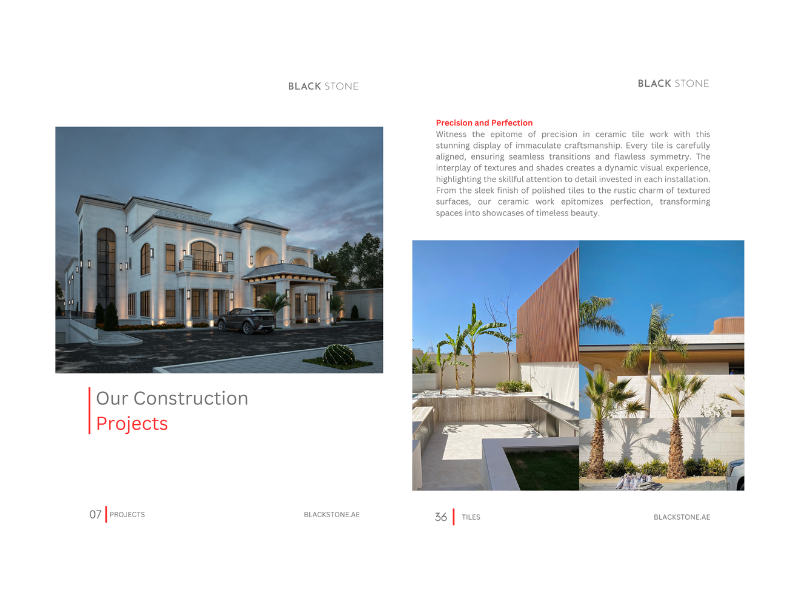 BLACK STONE
Our Construction
Projects
07 PROJECTS
BLACKSTONE.AE
BLACK STONE
Precision and Perfection
Witness the epitome of precision in ceramic tile work with this
stunning display of immaculate craftsmanship. Every tile is carefully
aligned, ensuring seamless transitions and flawless symmetry. The
interplay of textures and shades creates a dynamic visual experience,
highlighting the skillful attention to detail invested in each installation.
From the sleek finish of polished tiles to the rustic charm of textured
surfaces, our ceramic work epitomizes perfection, transforming
spaces into showcases of timeless beauty.
36 TILES
BLACKSTONE.AE